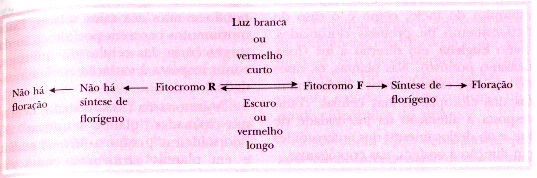 Luz branca
ou
vermelho
curto
Não há floração ← Não há síntese de florígeno ← Fitocromo R ⇄ Fitocromo F → Síntese de florígeno → Floração
Escuro
ou
vermelho
longo